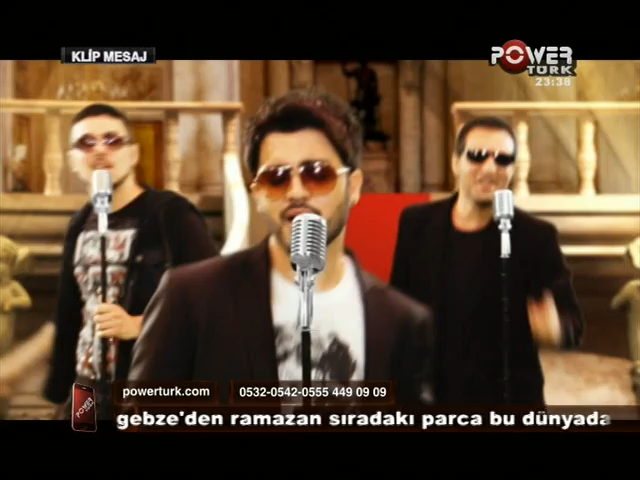 KLİP MESAJ
POWER
TÜRK
23:38
powerturk.com
0532-0542-0555 449 09 09
POWER
gebze'den ramazan sıradakı parca bu dünyada